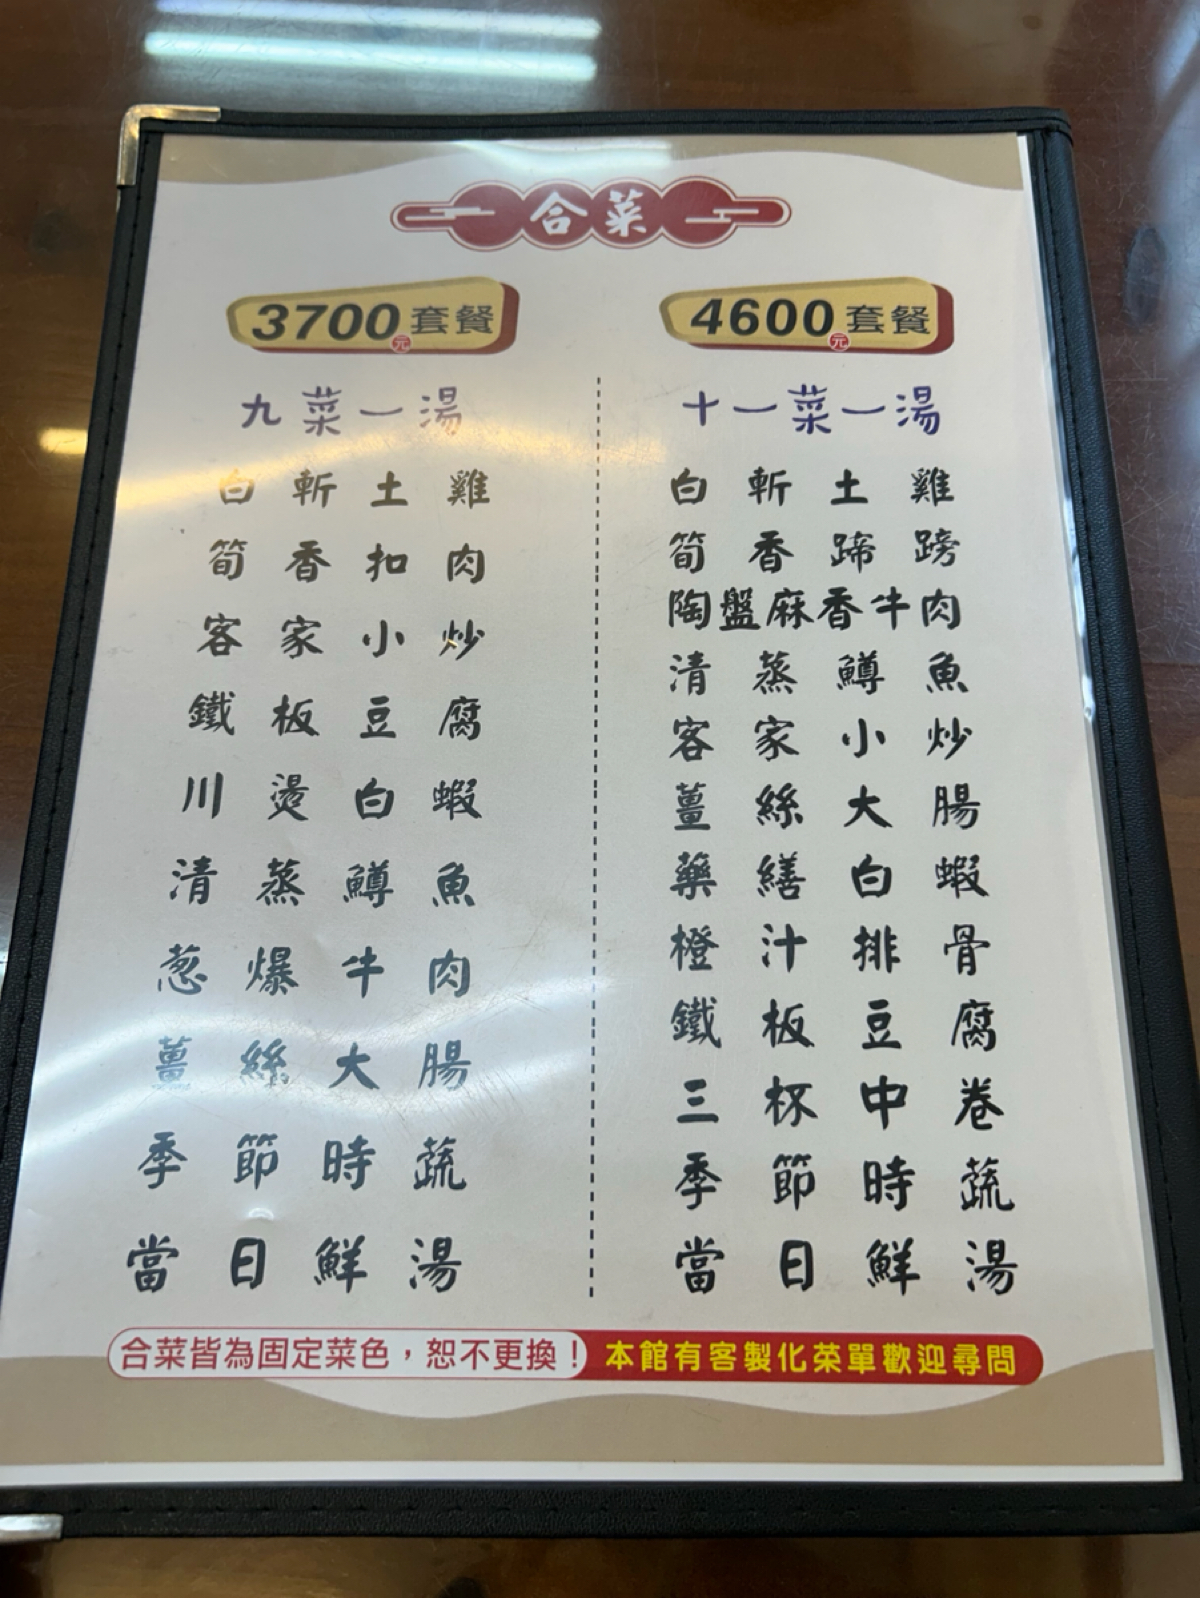 合菜
3700元套餐
九菜一湯
白斬土雞
筍香扣肉
客家小炒
鐵板豆腐
川燙白蝦
清蒸鱒魚
蔥爆牛肉
薑絲大腸
季節時蔬
當日鮮湯
4600元套餐
十一菜一湯
白斬土雞
筍香蹄膀
陶盤麻香牛肉
清蒸鱒魚
客家小炒
薑絲大腸
藥繕白蝦
橙汁排骨
鐵板豆腐
三杯中卷
季節時蔬
當日鮮湯
合菜皆為固定菜色，恕不更換！
本館有客製化菜單歡迎尋問